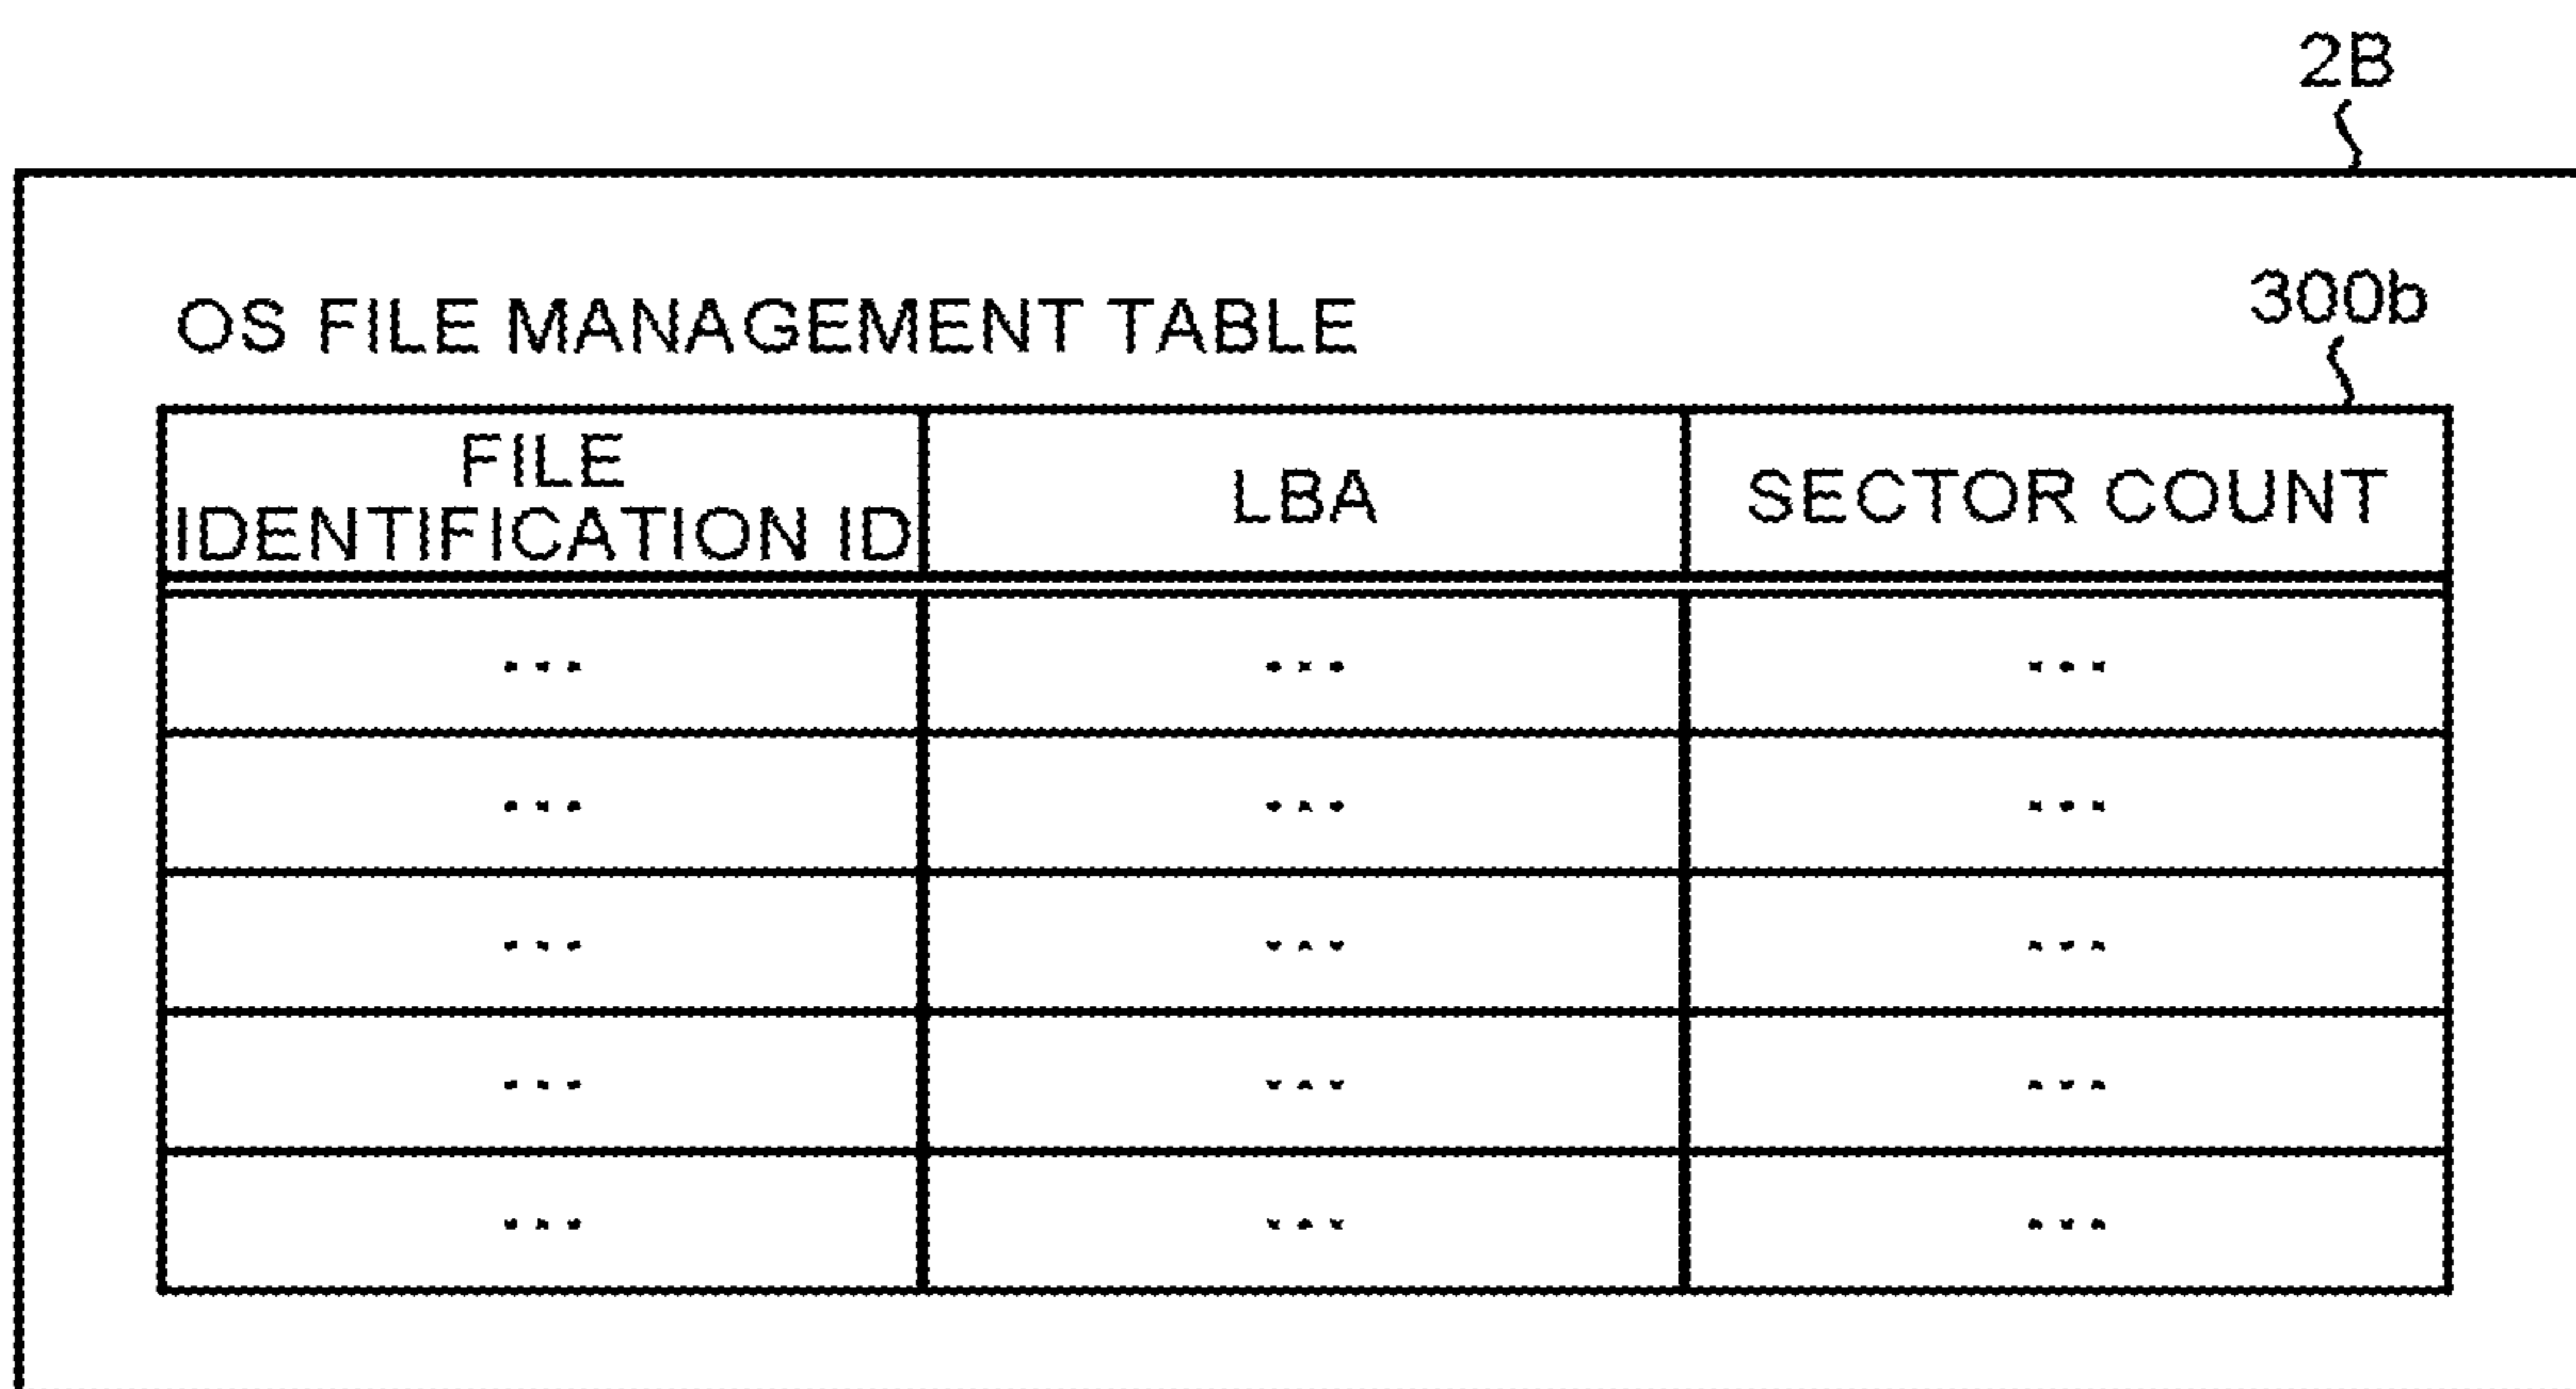 2B
OS FILE MANAGEMENT TABLE
300b
FILE
IDENTIFICATION ID
LBA
SECTOR COUNT
... ... ...
... ... ...
... ... ...
... ... ...
... ... ...